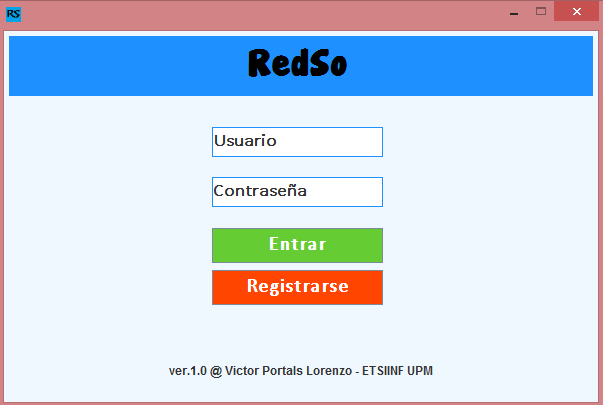 RS
RedSo
Usuario
Contraseña
Entrar
Registrarse
ver.1.0 @ Victor Portals Lorenzo - ETSIINF UPM